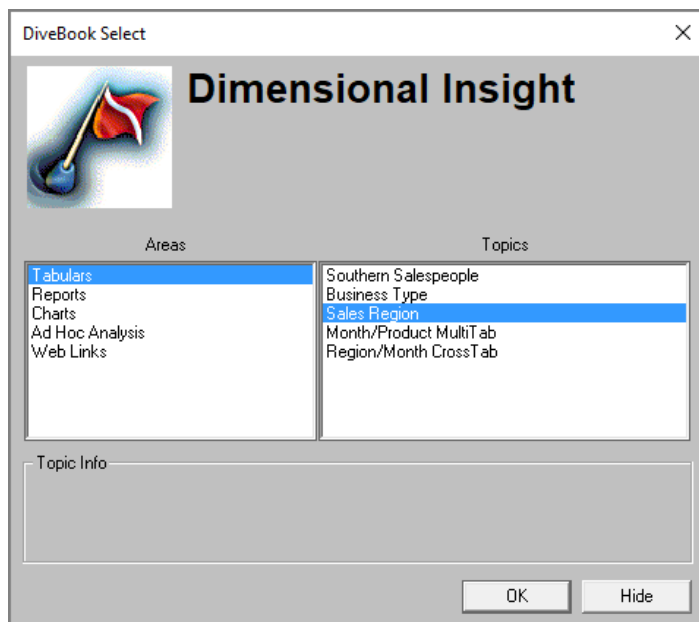 DiveBook Select
Dimensional Insight
Areas
Topics
Tabulars
Reports
Charts
Ad Hoc Analysis
Web Links
Southern Salespeople
Business Type
Sales Region
Month/Product MultiTab
Region/Month CrossTab
Topic Info
OK
Hide